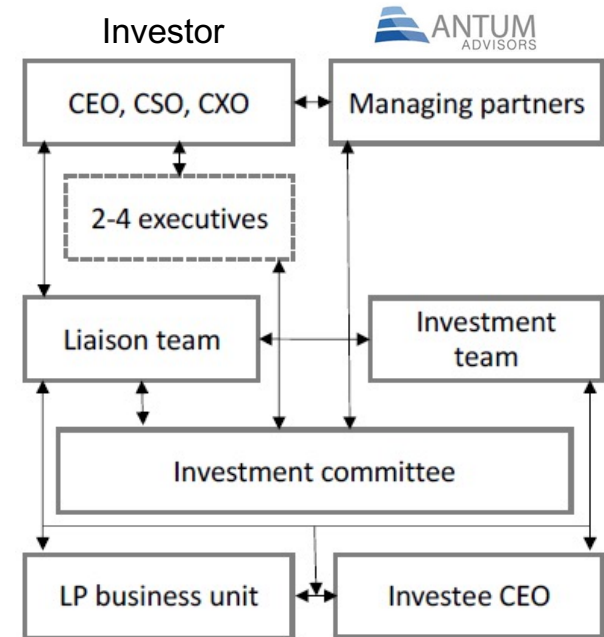 Investor
ANTUM
ADVISORS
CEO, CSO, CXO
Managing partners
2-4 executives
Liaison team
Investment
team
Investment committee
LP business unit
Investee CEO